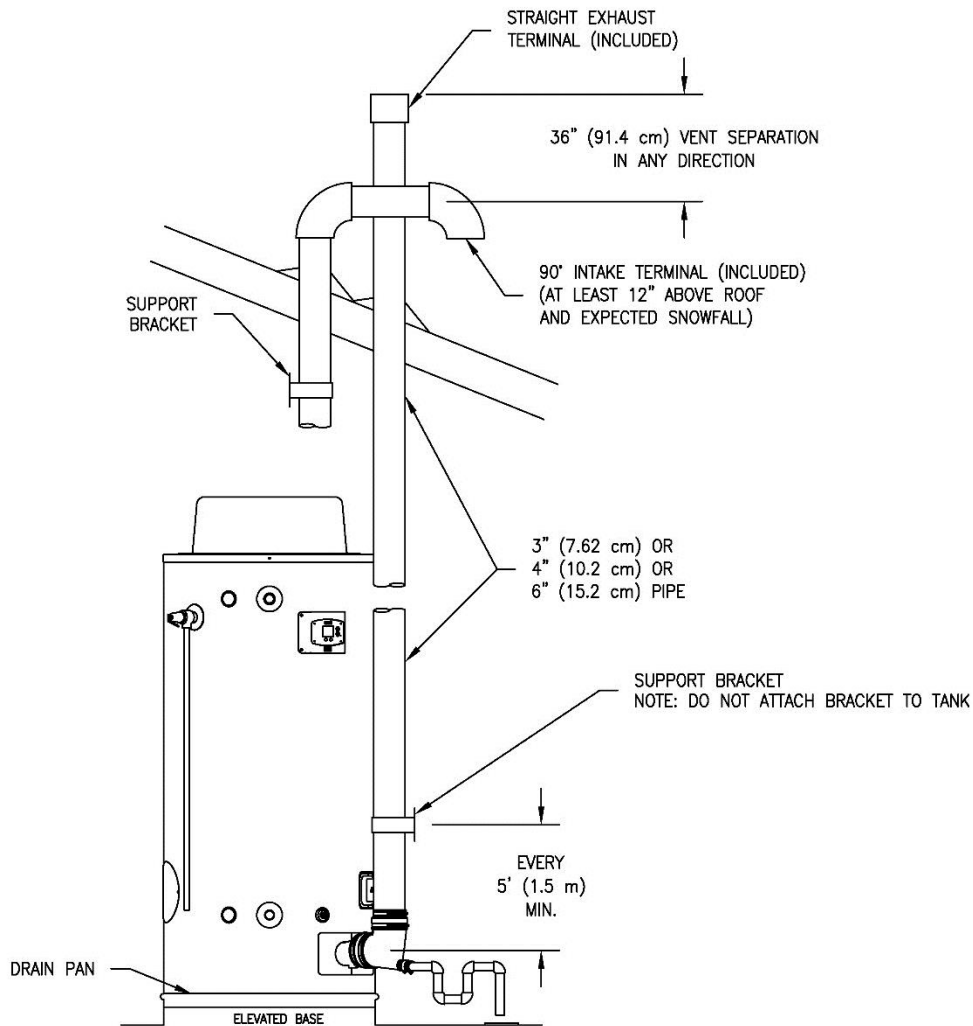 STRAIGHT EXHAUST
TERMINAL (INCLUDED)
36" (91.4 cm) VENT SEPARATION
IN ANY DIRECTION
90° INTAKE TERMINAL (INCLUDED)
(AT LEAST 12" ABOVE ROOF
AND EXPECTED SNOWFALL)
SUPPORT
BRACKET
3" (7.62 cm) OR
4" (10.2 cm) OR
6" (15.2 cm) PIPE
SUPPORT BRACKET
NOTE: DO NOT ATTACH BRACKET TO TANK
EVERY
5' (1.5 m)
MIN.
DRAIN PAN
ELEVATED BASE